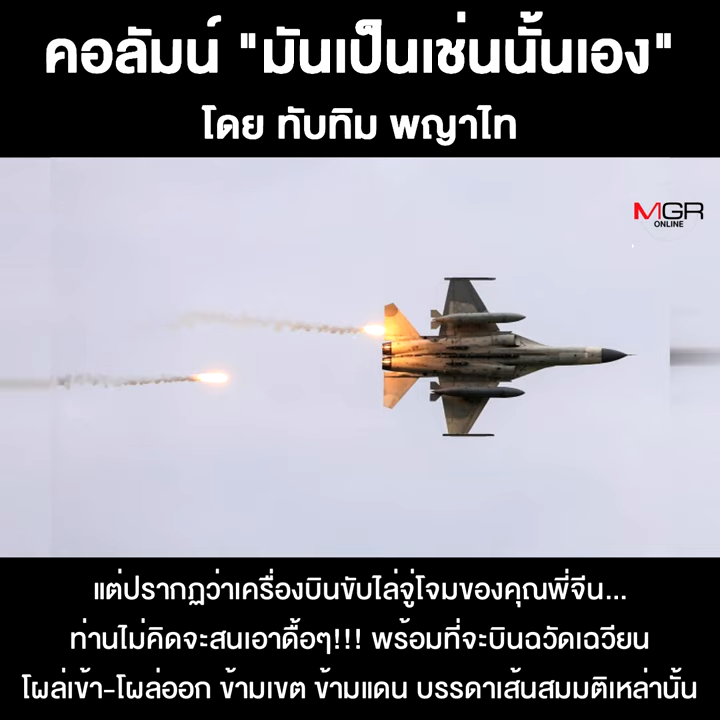 คอลัมน์ "มันเป็นเช่นนั้นเอง"
โดย ทับทิม พญาไท
MGR
ONLINE
แต่ปรากฏว่าเครื่องบินขับไล่จู่โจมของคุณพี่จีน...
ท่านไม่คิดจะสนเอาดื้อๆ!!! พร้อมที่จะบินฉวัดเฉวียน
โผล่เข้า-โผล่ออก ข้ามเขต ข้ามแดน บรรดาเส้นสมมติเหล่านั้น